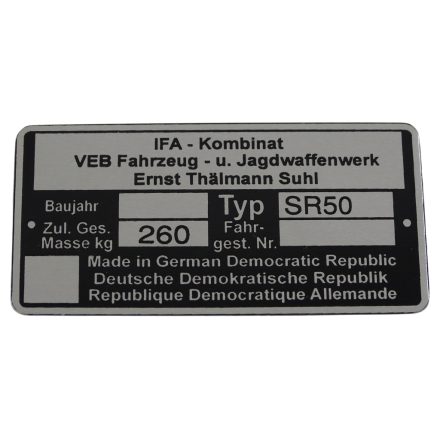 IFA - Kombinat
VEB Fahrzeug - u. Jagdwaffenwerk
Ernst Thälmann Suhl
Baujahr Typ SR50
Zul. Ges. Masse kg 260 Fahr- gest. Nr.
Made in German Democratic Republic
Deutsche Demokratische Republik
Republique Democratique Allemande